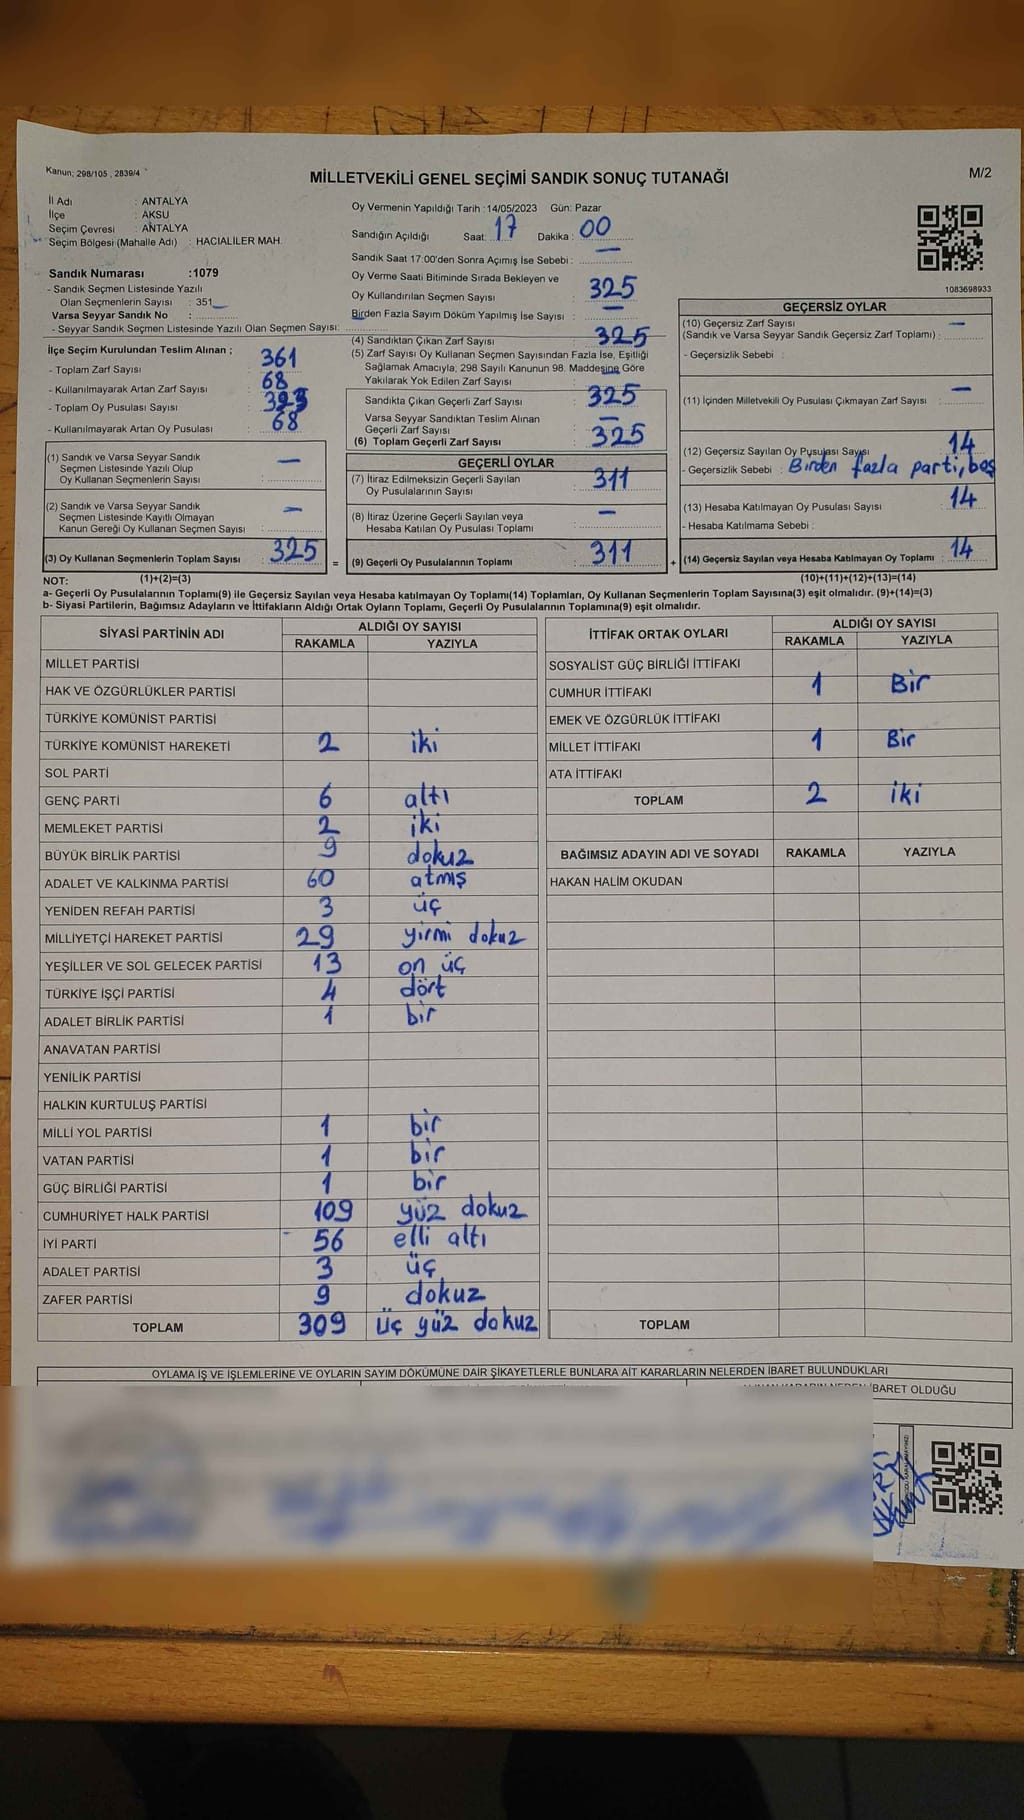 Kanun; 298/105 , 2839/4
MİLLETVEKİLİ GENEL SEÇİMİ SANDIK SONUÇ TUTANAĞI
M/2
İl Adı : ANTALYA
İlçe : AKSU
Seçim Çevresi : ANTALYA
Seçim Bölgesi (Mahalle Adı) : HACIALİLER MAH.
Sandık Numarası :1079
- Sandık Seçmen Listesinde Yazılı
Olan Seçmenlerin Sayısı : 351
Varsa Seyyar Sandık No :
- Seyyar Sandık Seçmen Listesinde Yazılı Olan Seçmen Sayısı:
Oy Vermenin Yapıldığı Tarih :14/05/2023 Gün: Pazar
Sandığın Açıldığı Saat: 17 Dakika : 00
Sandık Saat 17:00'den Sonra Açımış İse Sebebi : —
Oy Verme Saati Bitiminde Sırada Bekleyen ve
Oy Kullandırılan Seçmen Sayısı : 325
Birden Fazla Sayım Döküm Yapılmış İse Sayısı : —
1083698933
İlçe Seçim Kurulundan Teslim Alınan ;
- Toplam Zarf Sayısı : 361
- Kullanılmayarak Artan Zarf Sayısı : 68
- Toplam Oy Pusulası Sayısı : 393
- Kullanılmayarak Artan Oy Pusulası : 68
(1) Sandık ve Varsa Seyyar Sandık
Seçmen Listesinde Yazılı Olup
Oy Kullanan Seçmenlerin Sayısı : —
(2) Sandık ve Varsa Seyyar Sandık
Seçmen Listesinde Kayıtlı Olmayan
Kanun Gereği Oy Kullanan Seçmen Sayısı : —
(3) Oy Kullanan Seçmenlerin Toplam Sayısı : 325
(4) Sandıktan Çıkan Zarf Sayısı : 325
(5) Zarf Sayısı Oy Kullanan Seçmen Sayısından Fazla İse, Eşitliği
Sağlamak Amacıyla, 298 Sayılı Kanunun 98. Maddesine Göre
Yakılarak Yok Edilen Zarf Sayısı : —
Sandıkta Çıkan Geçerli Zarf Sayısı : 325
Varsa Seyyar Sandıktan Teslim Alınan
Geçerli Zarf Sayısı : —
(6) Toplam Geçerli Zarf Sayısı : 325
GEÇERLİ OYLAR
(7) İtiraz Edilmeksizin Geçerli Sayılan
Oy Pusulalarının Sayısı : 311
(8) İtiraz Üzerine Geçerli Sayılan veya
Hesaba Katılan Oy Pusulası Toplamı : —
= (9) Geçerli Oy Pusulalarının Toplamı : 311
GEÇERSİZ OYLAR
(10) Geçersiz Zarf Sayısı
(Sandık ve Varsa Seyyar Sandık Geçersiz Zarf Toplamı) : —
- Geçersizlik Sebebi :
(11) İçinden Milletvekili Oy Pusulası Çıkmayan Zarf Sayısı : —
(12) Geçersiz Sayılan Oy Pusulası Sayısı : 14
- Geçersizlik Sebebi : Birden fazla parti, boş
(13) Hesaba Katılmayan Oy Pusulası Sayısı : 14
- Hesaba Katılmama Sebebi :
+ (14) Geçersiz Sayılan veya Hesaba Katılmayan Oy Toplamı : 14
NOT: (1)+(2)=(3) (10)+(11)+(12)+(13)=(14)
a- Geçerli Oy Pusulalarının Toplamı(9) ile Geçersiz Sayılan veya Hesaba katılmayan Oy Toplamı(14) Toplamları, Oy Kullanan Seçmenlerin Toplam Sayısına(3) eşit olmalıdır. (9)+(14)=(3)
b- Siyasi Partilerin, Bağımsız Adayların ve İttifakların Aldığı Ortak Oyların Toplamı, Geçerli Oy Pusulalarının Toplamına(9) eşit olmalıdır.
SİYASİ PARTİNİN ADI ALDIĞI OY SAYISI
RAKAMLA YAZIYLA
MİLLET PARTİSİ
HAK VE ÖZGÜRLÜKLER PARTİSİ
TÜRKİYE KOMÜNİST PARTİSİ
TÜRKİYE KOMÜNİST HAREKETİ 2 iki
SOL PARTİ
GENÇ PARTİ 6 altı
MEMLEKET PARTİSİ 2 iki
BÜYÜK BİRLİK PARTİSİ 9 dokuz
ADALET VE KALKINMA PARTİSİ 60 atmış
YENİDEN REFAH PARTİSİ 3 üç
MİLLİYETÇİ HAREKET PARTİSİ 29 yirmi dokuz
YEŞİLLER VE SOL GELECEK PARTİSİ 13 on üç
TÜRKİYE İŞÇİ PARTİSİ 4 dört
ADALET BİRLİK PARTİSİ 1 bir
ANAVATAN PARTİSİ
YENİLİK PARTİSİ
HALKIN KURTULUŞ PARTİSİ
MİLLİ YOL PARTİSİ 1 bir
VATAN PARTİSİ 1 bir
GÜÇ BİRLİĞİ PARTİSİ 1 bir
CUMHURİYET HALK PARTİSİ 109 yüz dokuz
İYİ PARTİ 56 elli altı
ADALET PARTİSİ 3 üç
ZAFER PARTİSİ 9 dokuz
TOPLAM 309 üç yüz dokuz
İTTİFAK ORTAK OYLARI ALDIĞI OY SAYISI
RAKAMLA YAZIYLA
SOSYALİST GÜÇ BİRLİĞİ İTTİFAKI
CUMHUR İTTİFAKI 1 Bir
EMEK VE ÖZGÜRLÜK İTTİFAKI
MİLLET İTTİFAKI 1 Bir
ATA İTTİFAKI
TOPLAM 2 iki
BAĞIMSIZ ADAYIN ADI VE SOYADI RAKAMLA YAZIYLA
HAKAN HALİM OKUDAN
TOPLAM
OYLAMA İŞ VE İŞLEMLERİNE VE OYLARIN SAYIM DÖKÜMÜNE DAİR ŞİKAYETLERLE BUNLARA AİT KARARLARIN NELERDEN İBARET BULUNDUKLARI
İBARET OLDUĞU